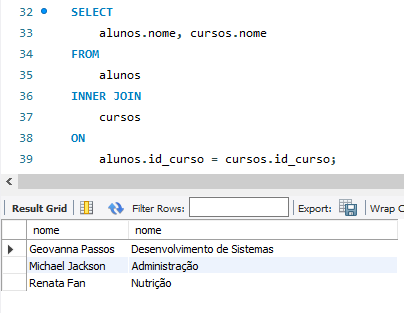 32 SELECT
33 alunos.nome, cursos.nome
34 FROM
35 alunos
36 INNER JOIN
37 cursos
38 ON
39 alunos.id_curso = cursos.id_curso;
Result Grid Filter Rows: Export: Wrap C
nome nome
Geovanna Passos Desenvolvimento de Sistemas
Michael Jackson Administração
Renata Fan Nutrição